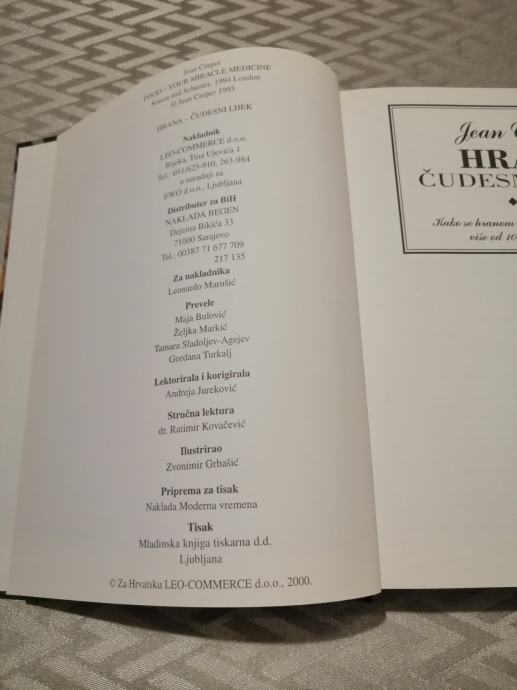 Jean Carper
FOOD – YOUR MIRACLE MEDICINE
Simon and Schuster, 1994 London
© Jean Carper 1993
HRANA – ČUDESNI LIJEK
Nakladnik
LEO-COMMERCE d.o.o.
Rijeka, Tina Ujevića 1
Tel.: 051/625-910, 263-984
u suradnji sa
EWO d.o.o., Ljubljana
Distributer za BiH
NAKLADA BEGEN
Dejzina Bikića 33
71000 Sarajevo
Tel.: 00387 71 677 709
217 135
Za nakladnika
Leonardo Marušić
Prevele
Maja Bulović
Željka Markić
Tamara Sladoljev-Agejev
Gordana Turkalj
Lektorirala i korigirala
Andreja Jureković
Stručna lektura
dr. Ratimir Kovačević
Ilustrirao
Zvonimir Grbašić
Priprema za tisak
Naklada Moderna vremena
Tisak
Mladinska knjiga tiskarna d.d.
Ljubljana
© Za Hrvatsku LEO-COMMERCE d.o.o., 2000.
Jean
HRA
ČUDESN
Kako se hranom
više od 10